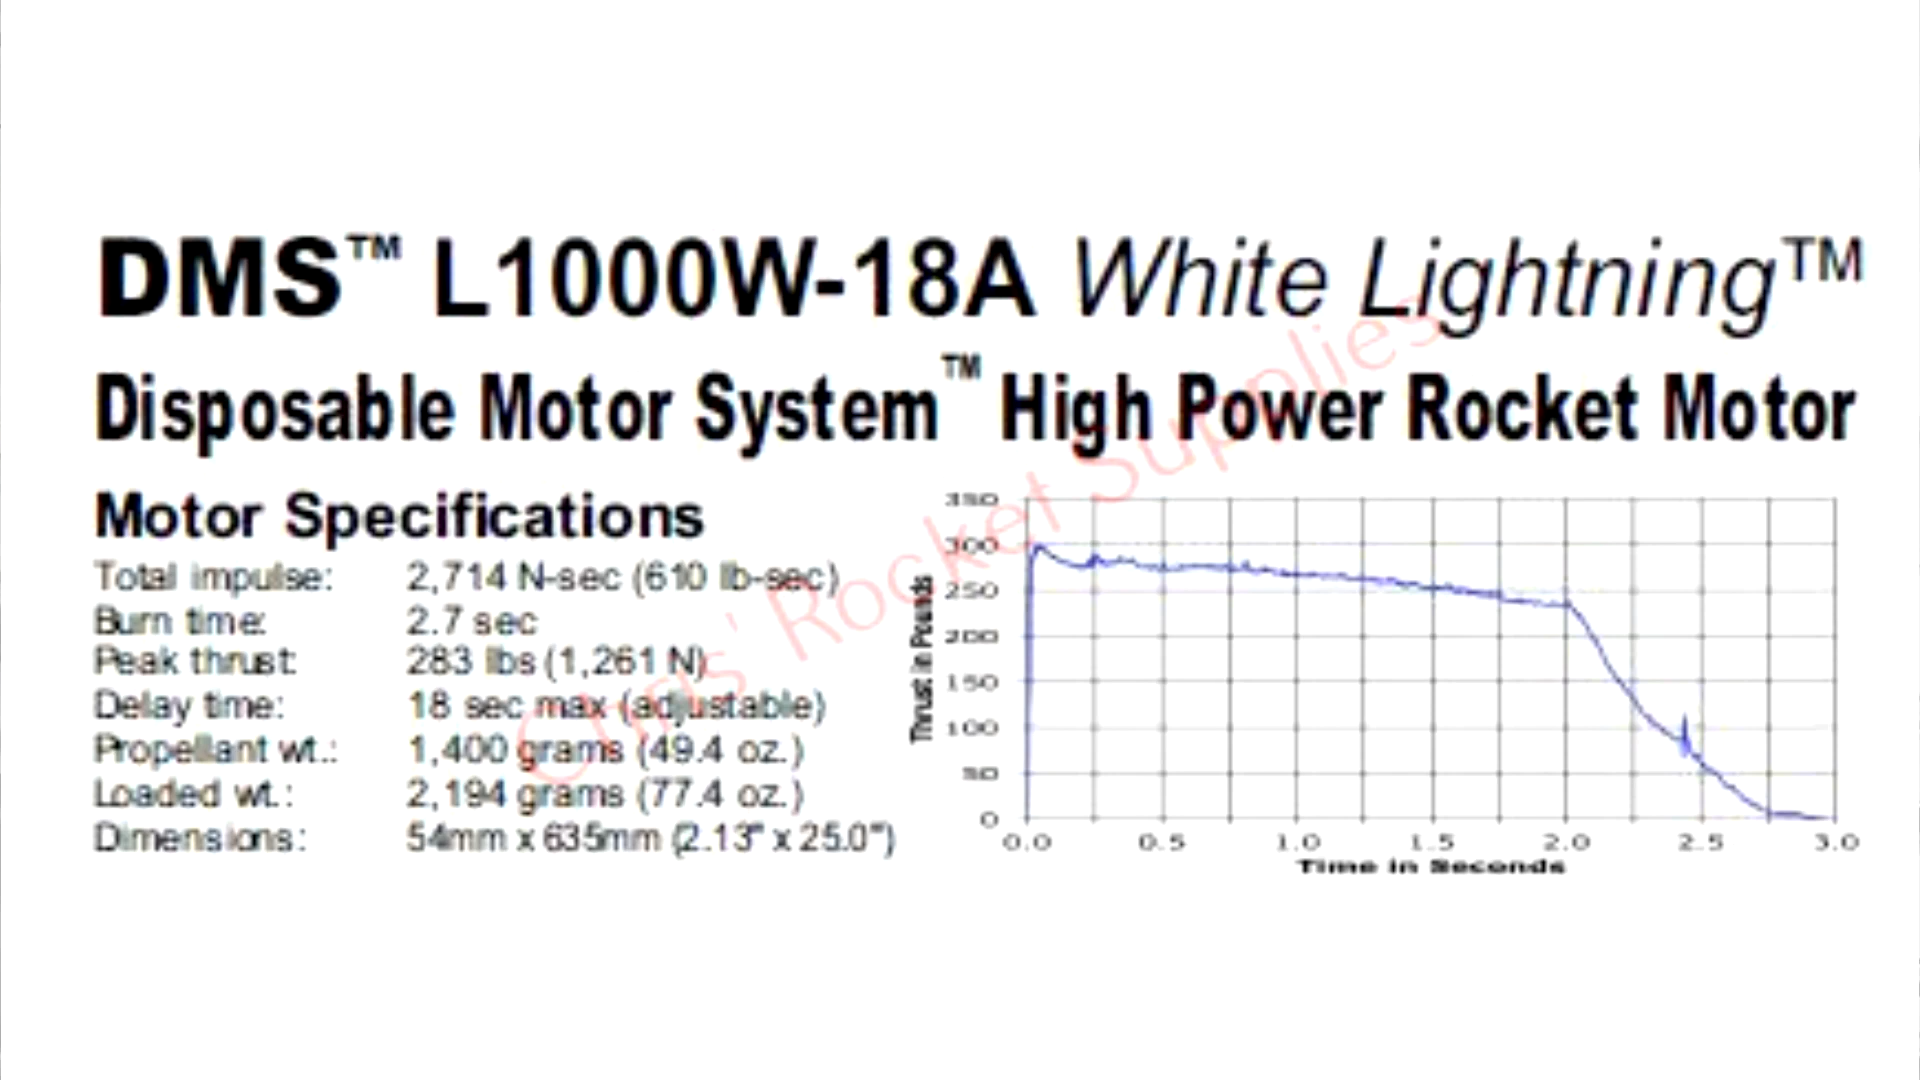 DMS™ L1000W-18A White Lightning™
Disposable Motor System™ High Power Rocket Motor
Motor Specifications
Total impulse: 2,714 N-sec (610 lb-sec)
Burn time: 2.7 sec
Peak thrust: 283 lbs (1,261 N)
Delay time: 18 sec max (adjustable)
Propellant wt.: 1,400 grams (49.4 oz.)
Loaded wt.: 2,194 grams (77.4 oz.)
Dimensions: 54mm x 635mm (2.13" x 25.0")
Chris' Rocket Supplies
Thrust in Pounds
350
300
250
200
150
100
50
0
0.0 0.5 1.0 1.5 2.0 2.5 3.0
Time in Seconds